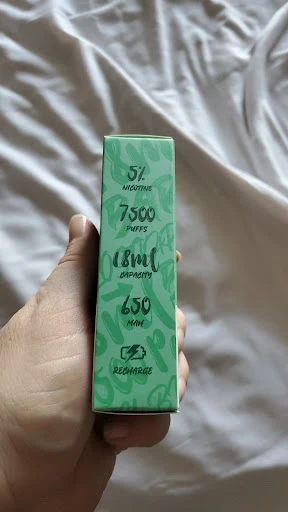 5%
NICOTINE
7500
PUFFS
18ml
CAPACITY
650
MAH
RECHARGE